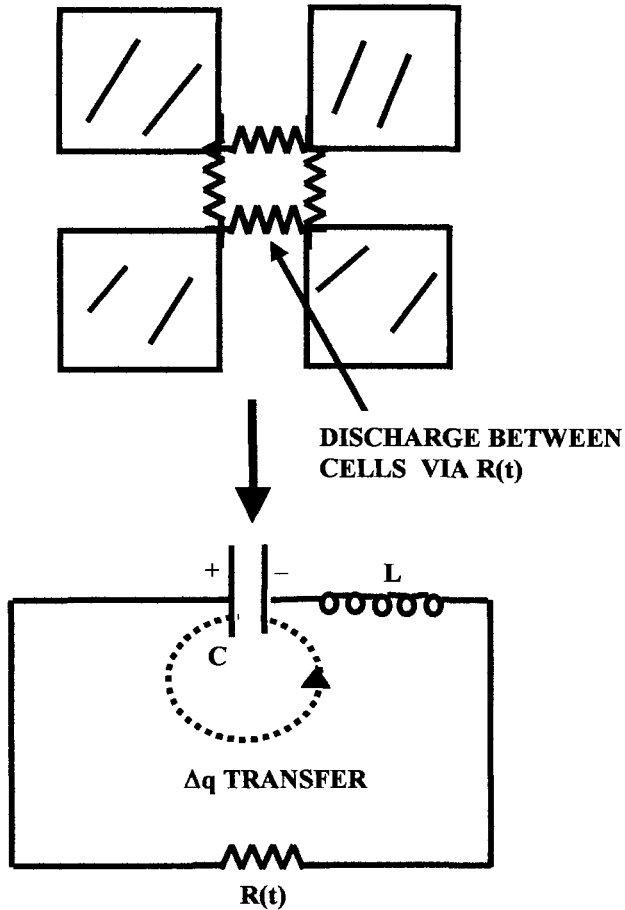 DISCHARGE BETWEEN
CELLS VIA R(t)
+ – L
C
Δq TRANSFER
R(t)